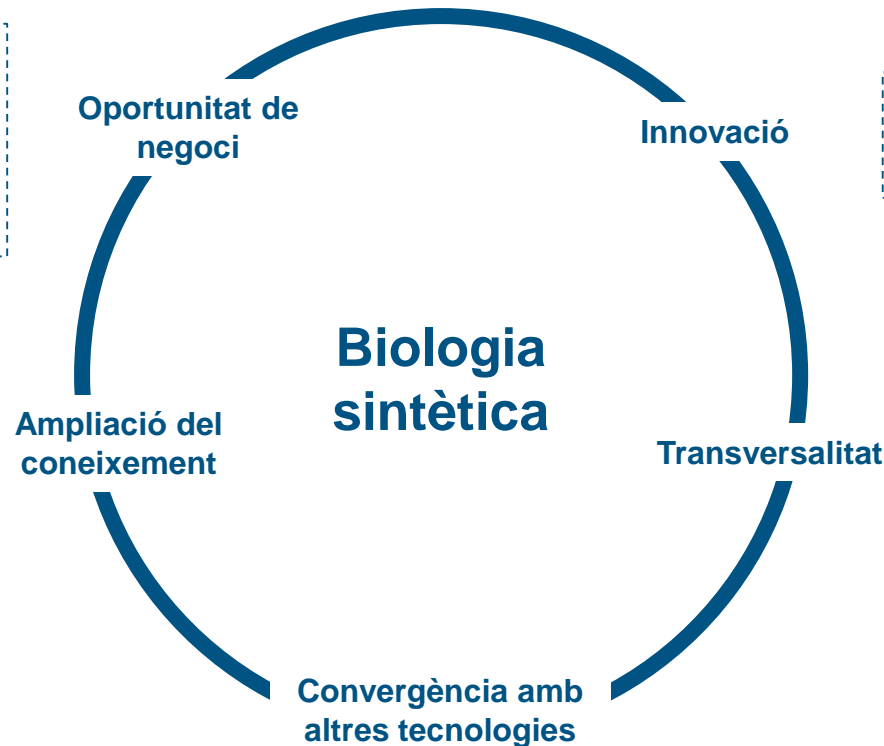 Oportunitat de
negoci
Innovació
Biologia
sintètica
Ampliació del
coneixement
Transversalitat
Convergència amb
altres tecnologies